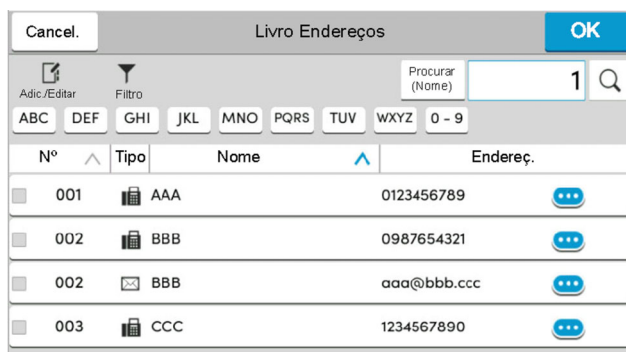 Cancel. Livro Endereços OK
Procurar
(Nome) 1
Adic./Editar Filtro
ABC DEF GHI JKL MNO PQRS TUV WXYZ 0 - 9
Nº Tipo Nome Endereç.
001 AAA 0123456789
002 BBB 0987654321
002 BBB aaa@bbb.ccc
003 CCC 1234567890